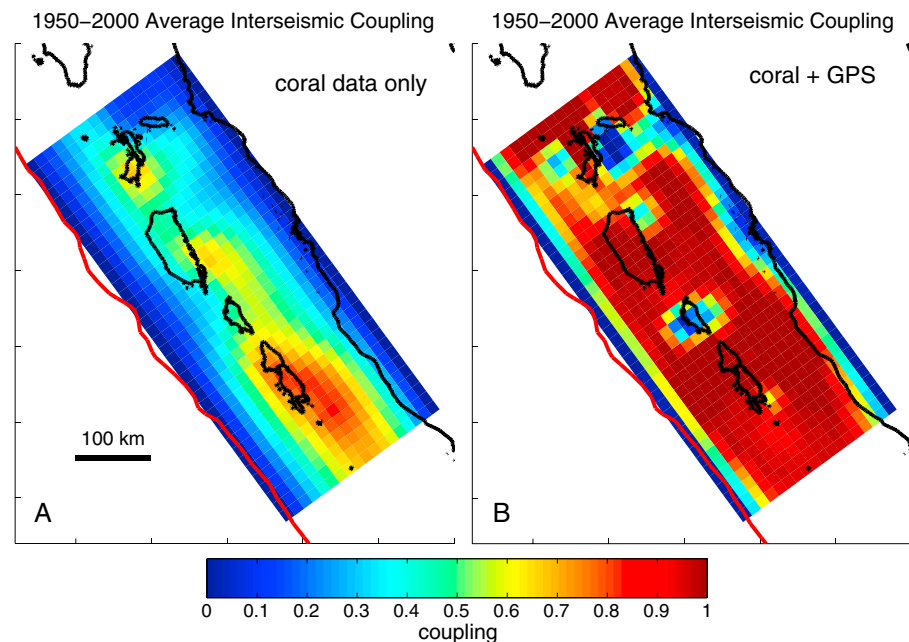 1950–2000 Average Interseismic Coupling
1950–2000 Average Interseismic Coupling
coral data only
coral + GPS
100 km
A
B
0 0.1 0.2 0.3 0.4 0.5 0.6 0.7 0.8 0.9 1
coupling